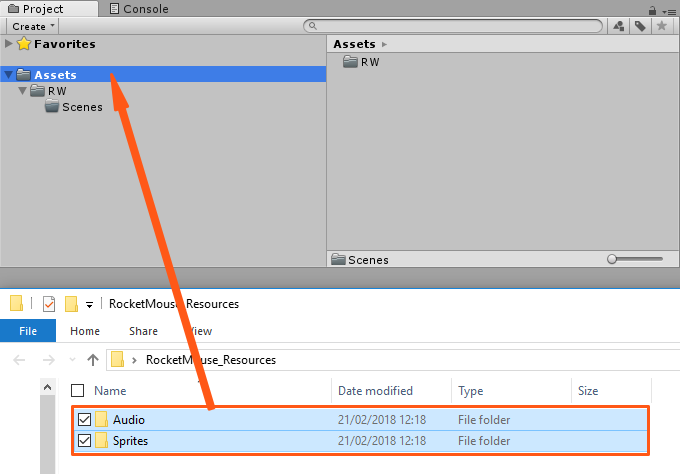 Project Console
Create
Favorites
Assets
RW
Scenes
Assets
RW
Scenes
RocketMouse_Resources
File Home Share View
RocketMouse_Resources
Name Date modified Type Size
Audio 21/02/2018 12:18 File folder
Sprites 21/02/2018 12:18 File folder